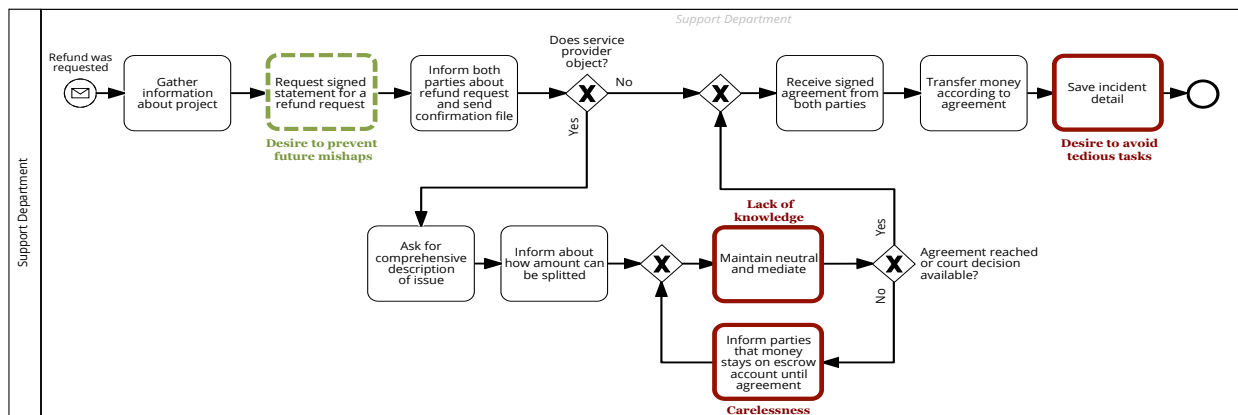 Support Department
Support Department
Refund was
requested
Gather
information
about project
Request signed
statement for a
refund request
Desire to prevent
future mishaps
Inform both
parties about
refund request
and send
confirmation file
Does service
provider
object?
X
No
Yes
X
Receive signed
agreement from
both parties
Transfer money
according to
agreement
Save incident
detail
Desire to avoid
tedious tasks
Ask for
comprehensive
description
of issue
Inform about
how amount can
be splitted
X
Lack of
knowledge
Maintain neutral
and mediate
X
Yes
No
Agreement reached
or court decision
available?
Inform parties
that money
stays on escrow
account until
agreement
Carelessness